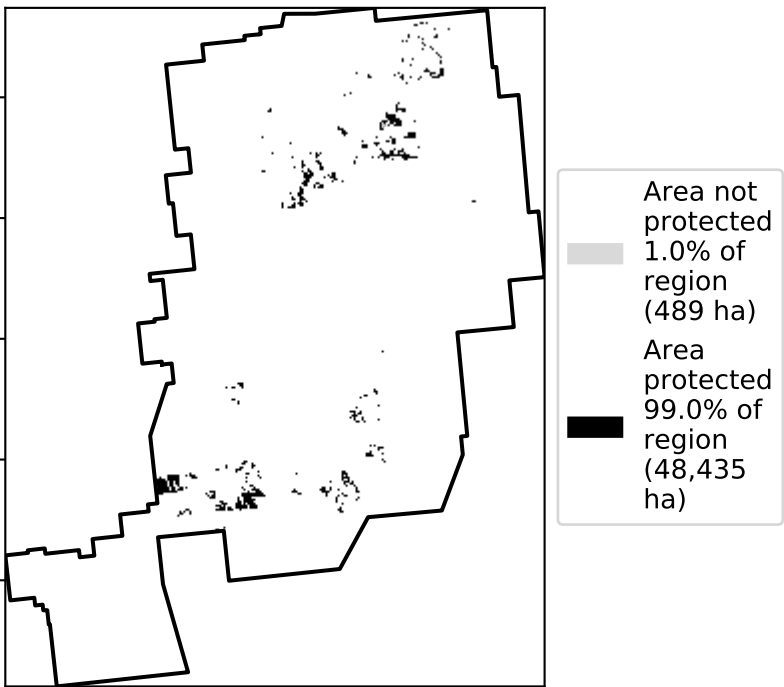 Area not
protected
1.0% of
region
(489 ha)
Area
protected
99.0% of
region
(48,435
ha)